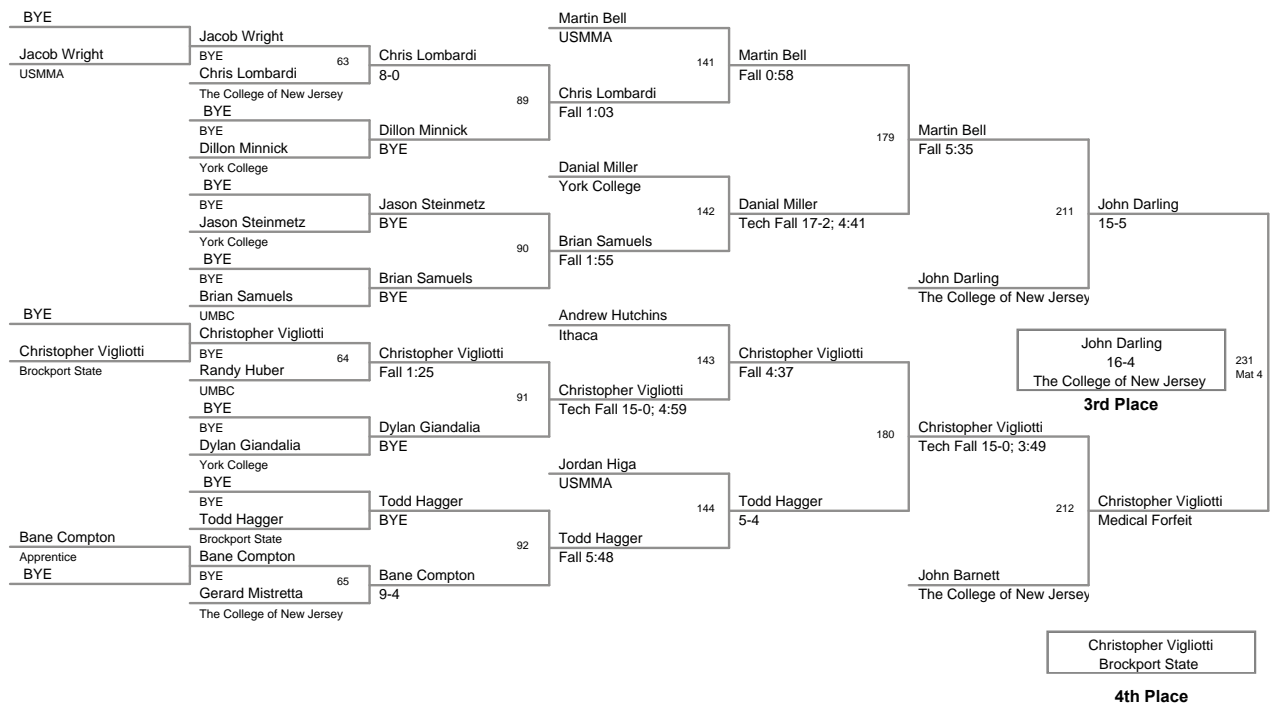 BYE
Jacob Wright
USMMA
BYE
Christopher Vigliotti
Brockport State
Bane Compton
Apprentice
BYE
Jacob Wright
BYE
63
Chris Lombardi
The College of New Jersey
BYE
BYE
Dillon Minnick
York College
BYE
BYE
Jason Steinmetz
York College
BYE
BYE
Brian Samuels
UMBC
Christopher Vigliotti
BYE
64
Randy Huber
UMBC
BYE
BYE
Dylan Giandalia
York College
BYE
BYE
Todd Hagger
Brockport State
Bane Compton
BYE
65
Gerard Mistretta
The College of New Jersey
Chris Lombardi
8-0
89
Dillon Minnick
BYE
Jason Steinmetz
BYE
90
Brian Samuels
BYE
Christopher Vigliotti
Fall 1:25
91
Dylan Giandalia
BYE
Todd Hagger
BYE
92
Bane Compton
9-4
Martin Bell
USMMA
141
Chris Lombardi
Fall 1:03
Danial Miller
York College
142
Brian Samuels
Fall 1:55
Andrew Hutchins
Ithaca
143
Christopher Vigliotti
Tech Fall 15-0; 4:59
Jordan Higa
USMMA
144
Todd Hagger
Fall 5:48
Martin Bell
Fall 0:58
179
Danial Miller
Tech Fall 17-2; 4:41
Christopher Vigliotti
Fall 4:37
180
Todd Hagger
5-4
Martin Bell
Fall 5:35
211
John Darling
The College of New Jersey
Christopher Vigliotti
Tech Fall 15-0; 3:49
212
John Barnett
The College of New Jersey
John Darling
15-5
Christopher Vigliotti
Medical Forfeit
John Darling
16-4
The College of New Jersey
231
Mat 4
3rd Place
Christopher Vigliotti
Brockport State
4th Place